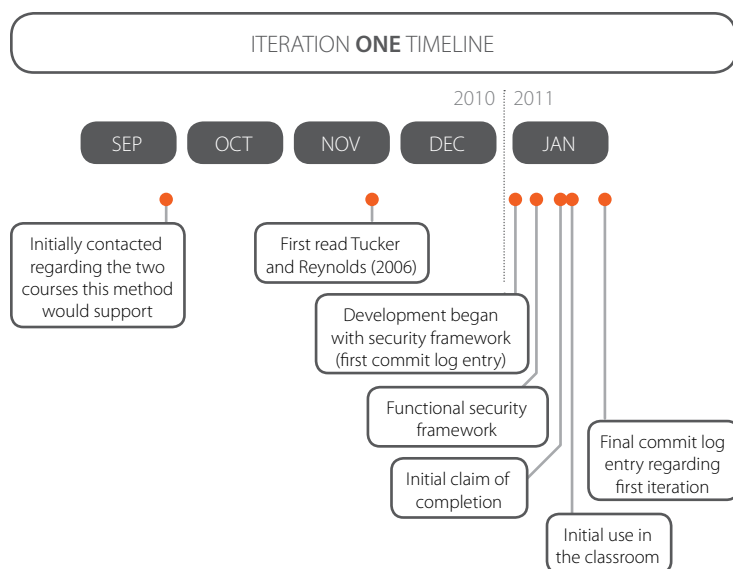 ITERATION ONE TIMELINE
2010 2011
SEP OCT NOV DEC JAN
Initially contacted
regarding the two
courses this method
would support
First read Tucker
and Reynolds (2006)
Development began
with security framework
(first commit log entry)
Functional security
framework
Initial claim of
completion
Initial use in
the classroom
Final commit log
entry regarding
first iteration